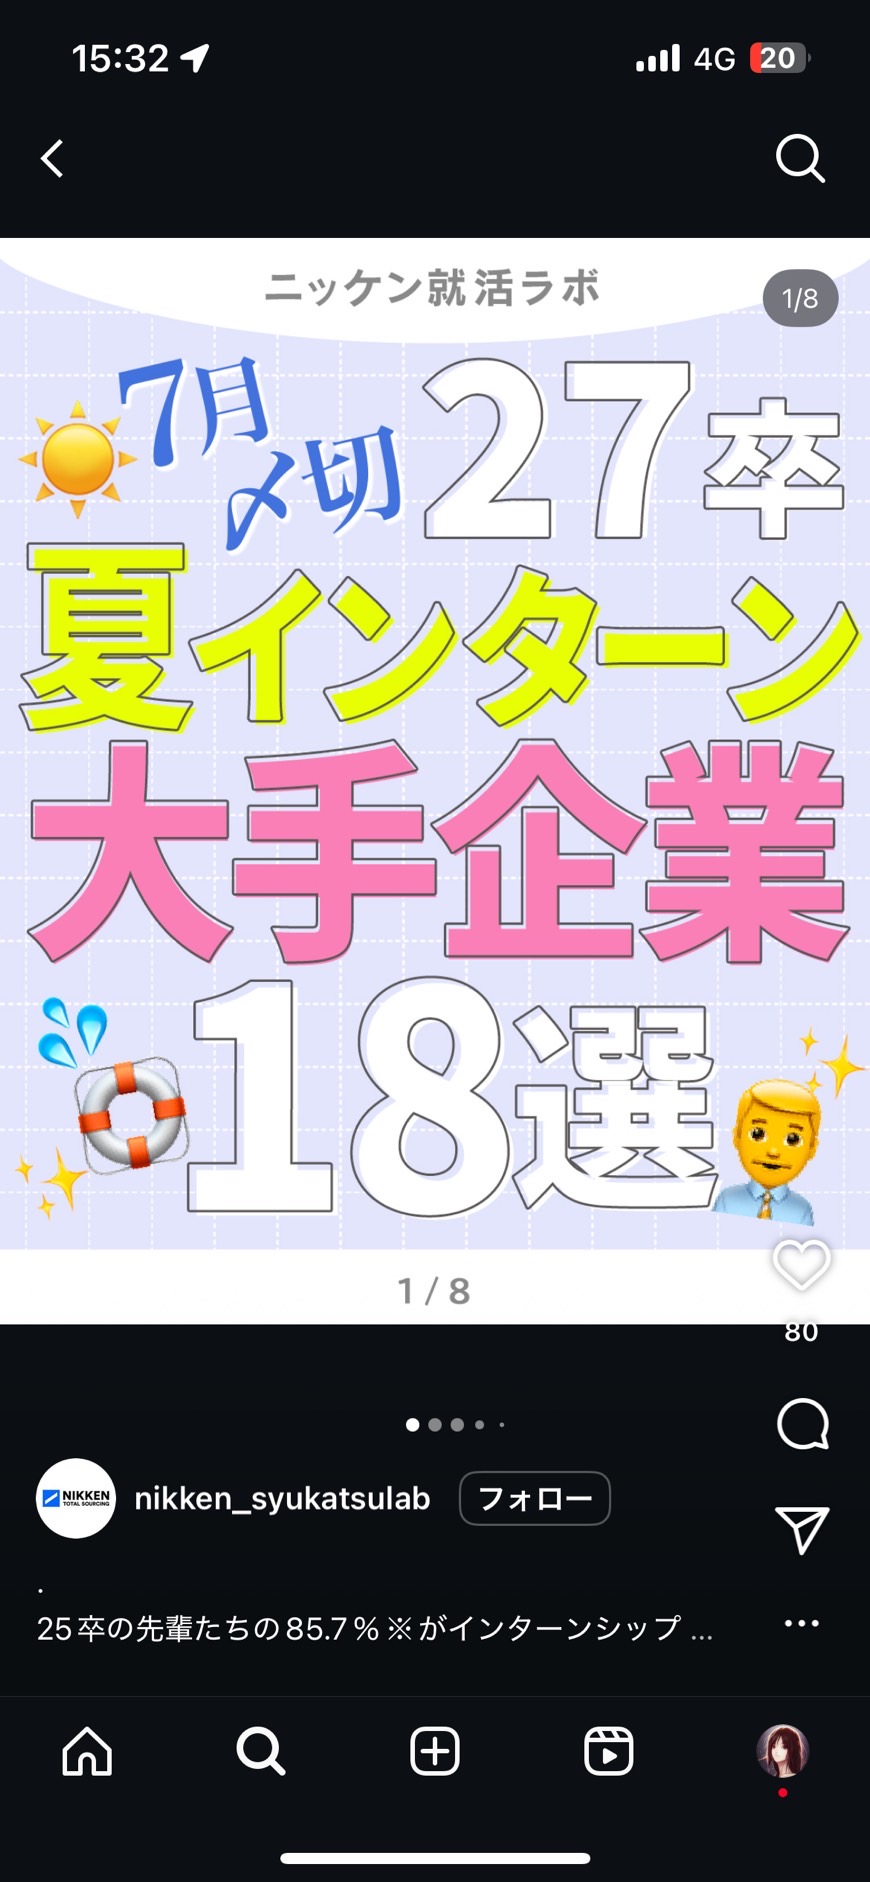 15:32 4G 20
ニッケン就活ラボ
1/8
7月
〆切
27卒
夏インターン
大手企業
18選
1 / 8
80
NIKKEN
TOTAL SOURCING
nikken_syukatsulab フォロー
.
25卒の先輩たちの85.7％※がインターンシップ ...